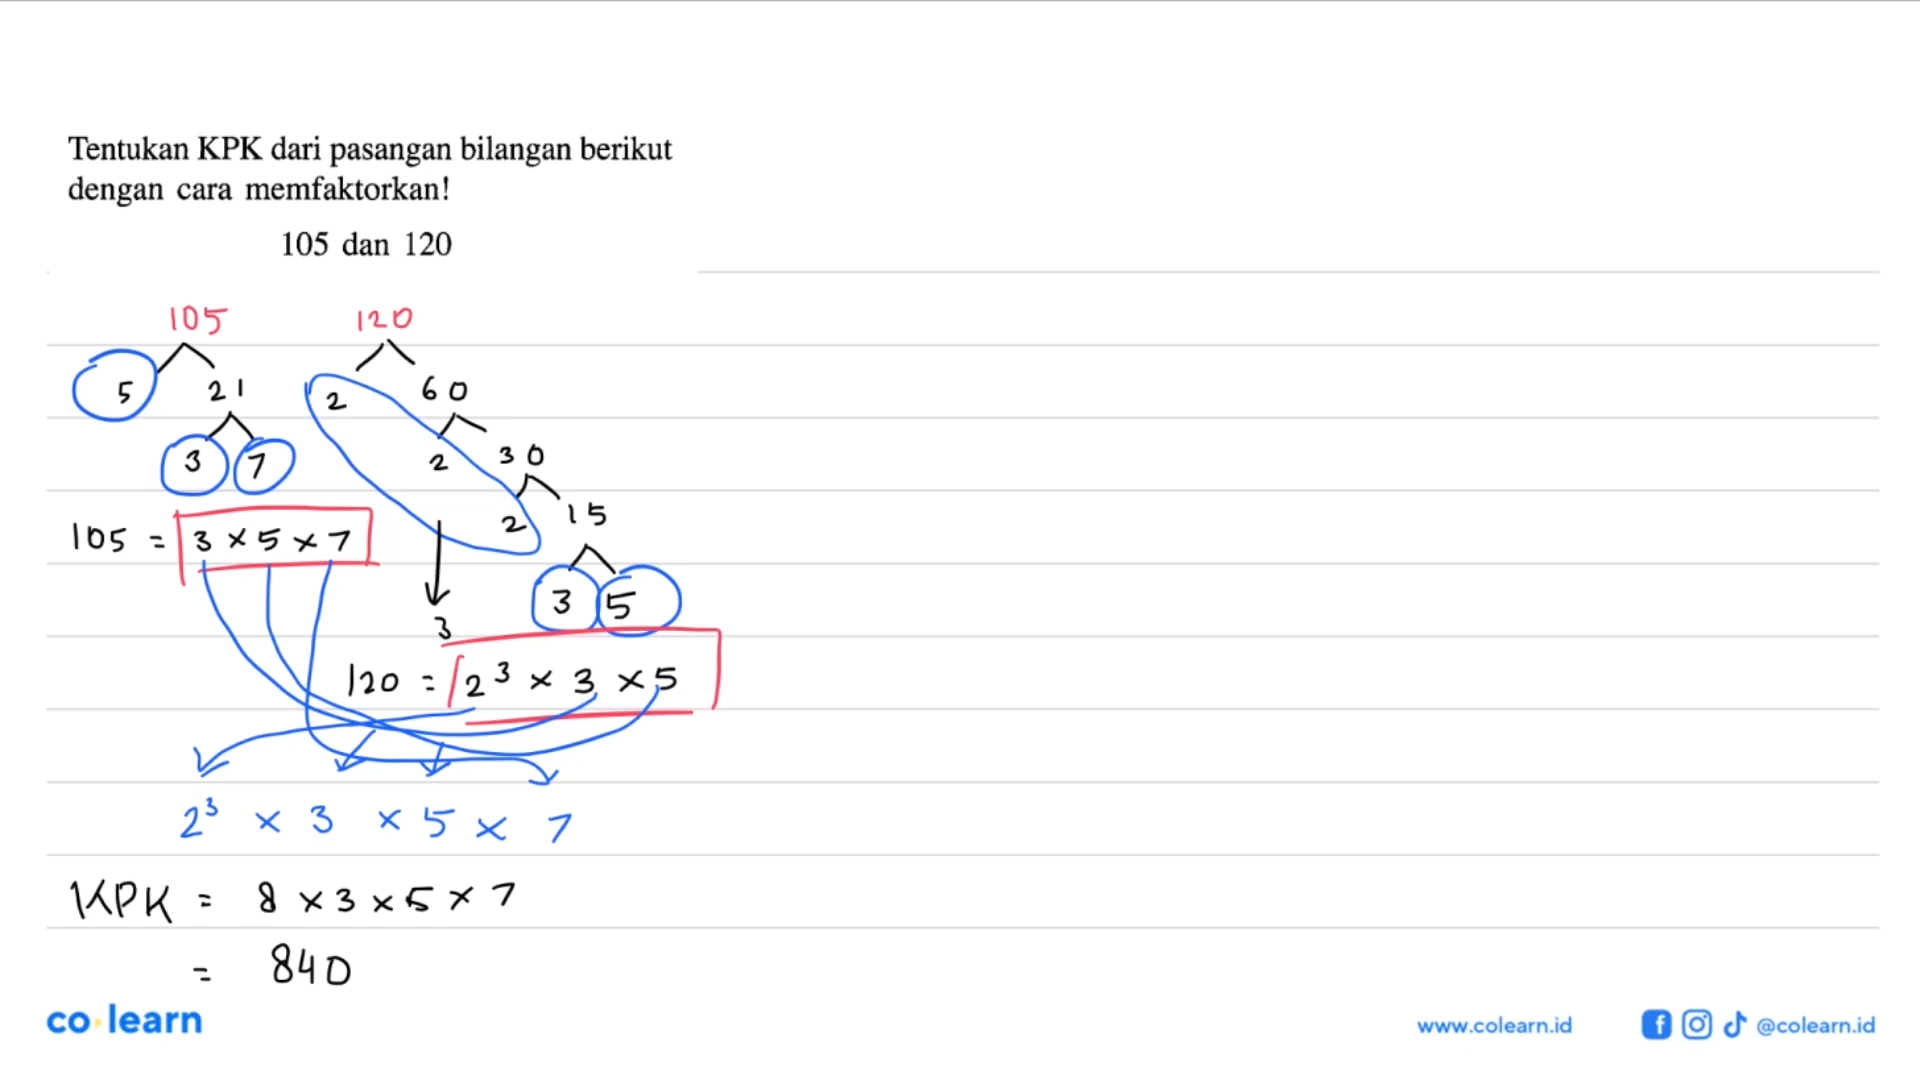 Tentukan KPK dari pasangan bilangan berikut
dengan cara memfaktorkan!
105 dan 120
105 120
5 21 2 60
3 7 2 30
2 15
105 = 3 × 5 × 7
3 5
3
120 = 2³ × 3 × 5
2³ × 3 × 5 × 7
KPK = 8 × 3 × 5 × 7
= 840
co learn
www.colearn.id @colearn.id